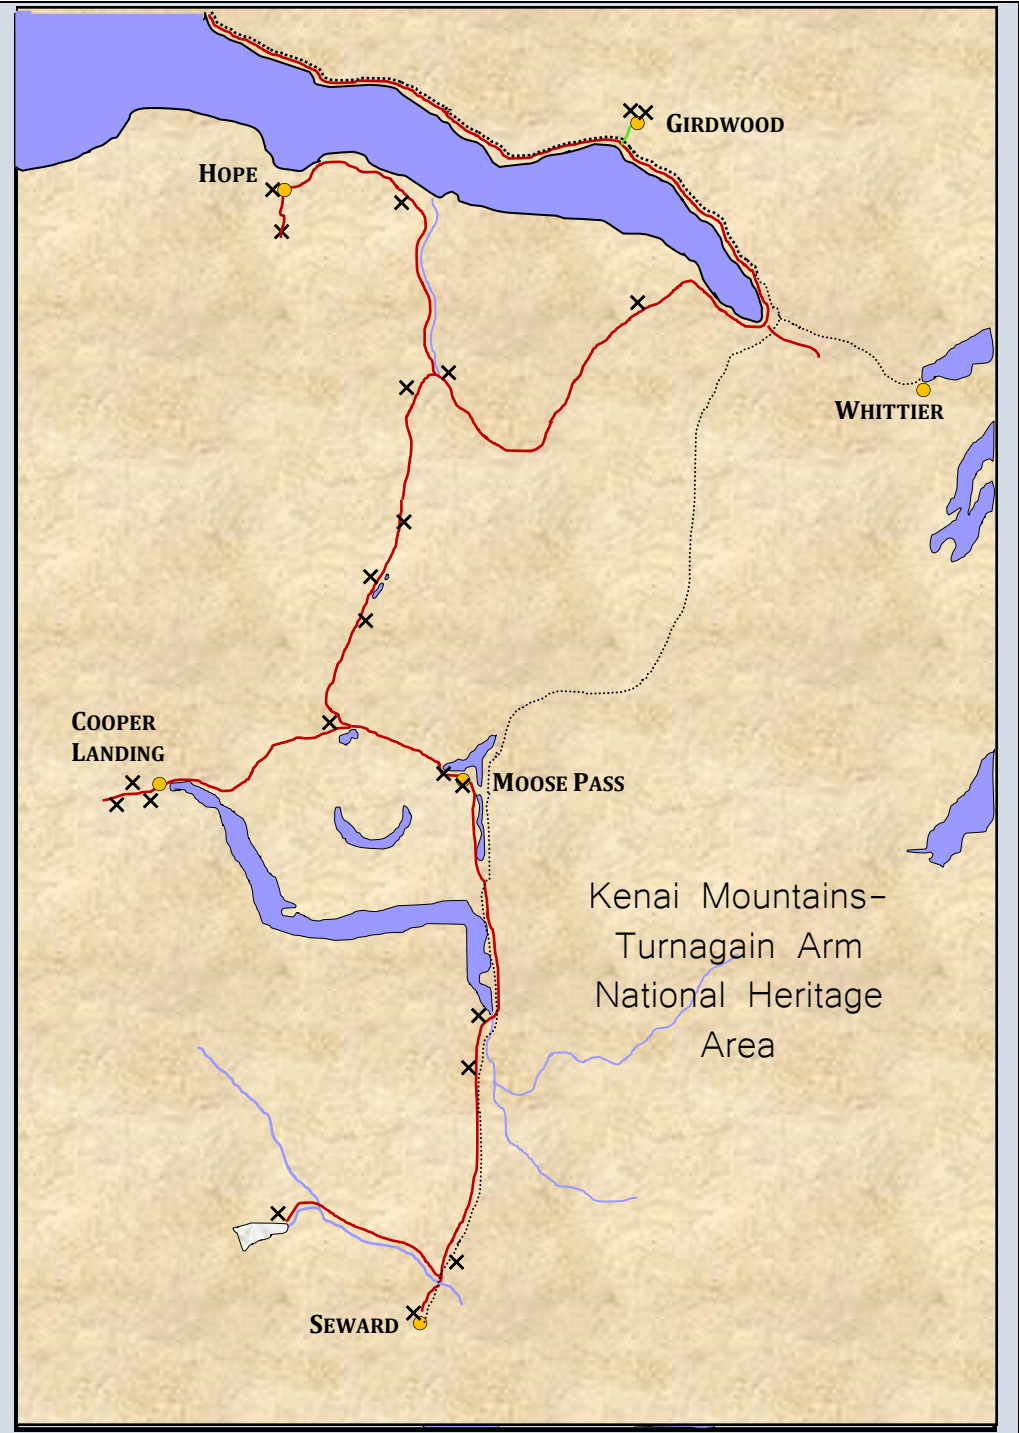 GIRDWOOD
HOPE
WHITTIER
COOPER
LANDING
MOOSE PASS
Kenai Mountains-
Turnagain Arm
National Heritage
Area
SEWARD